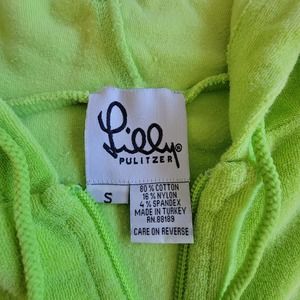 Lilly®
PULITZER
S
80% COTTON
16% NYLON
4% SPANDEX
MADE IN TURKEY
RN.88189
CARE ON REVERSE